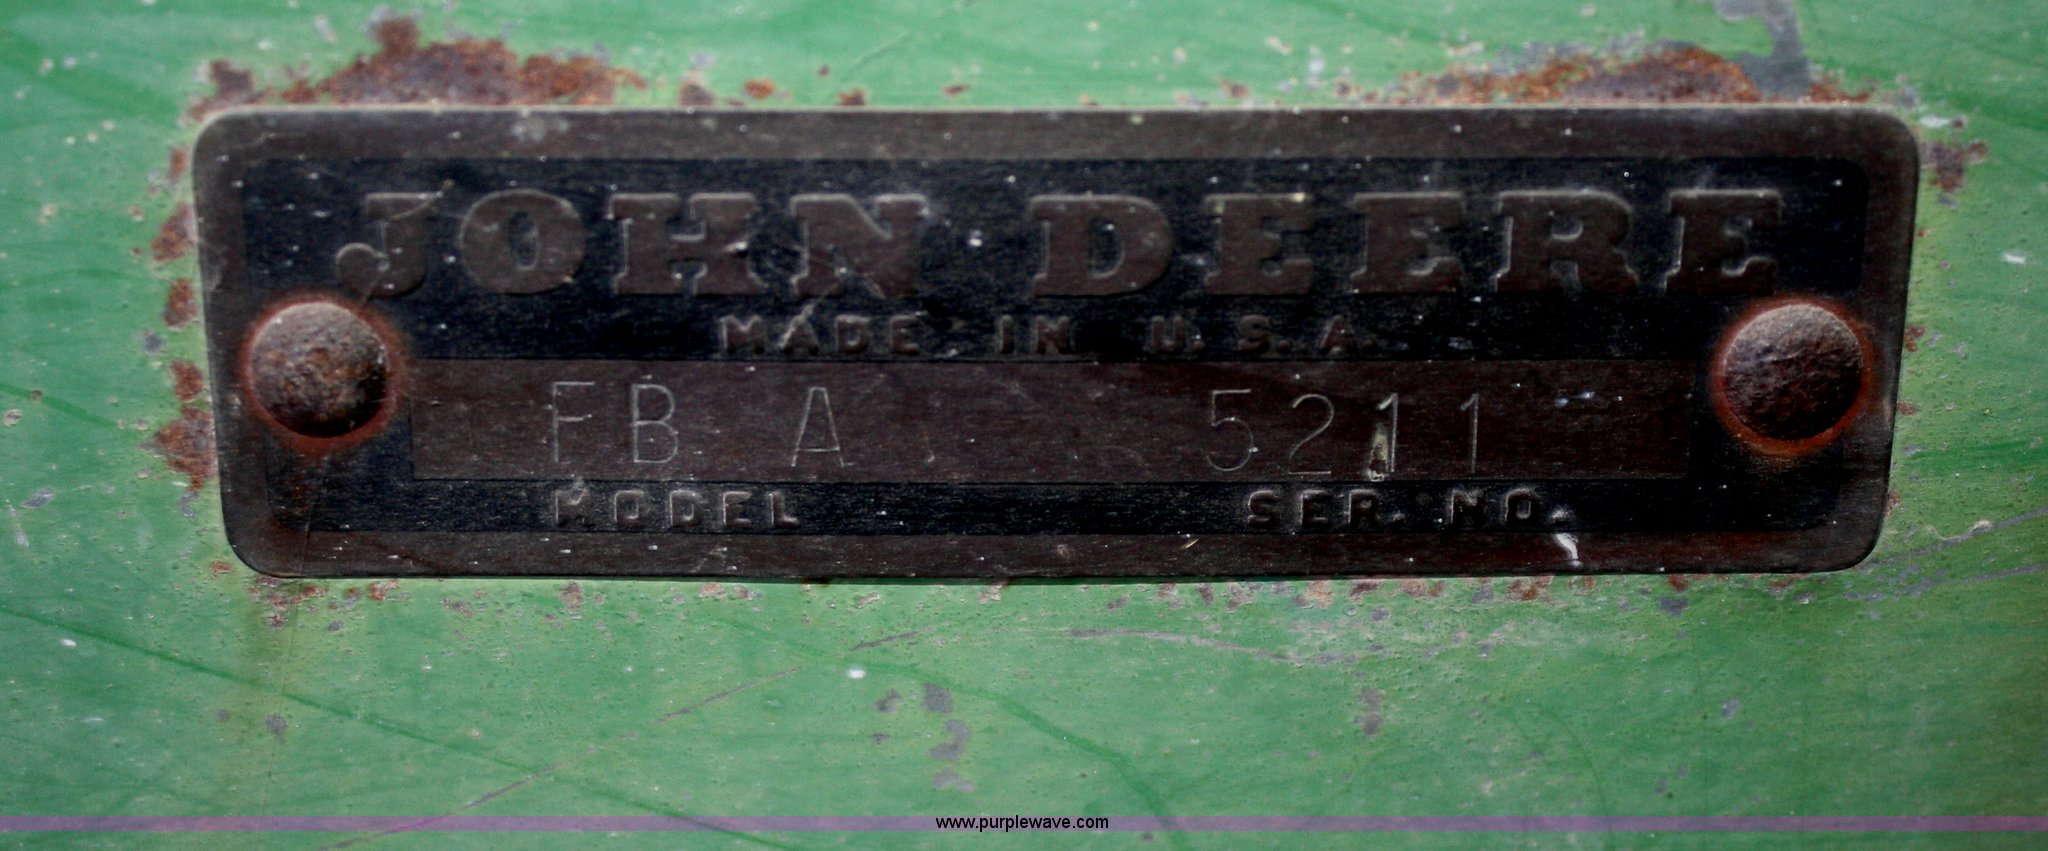 JOHN DEERE
MADE IN U.S.A.
FB A 5211
MODEL SER. NO.
www.purplewave.com